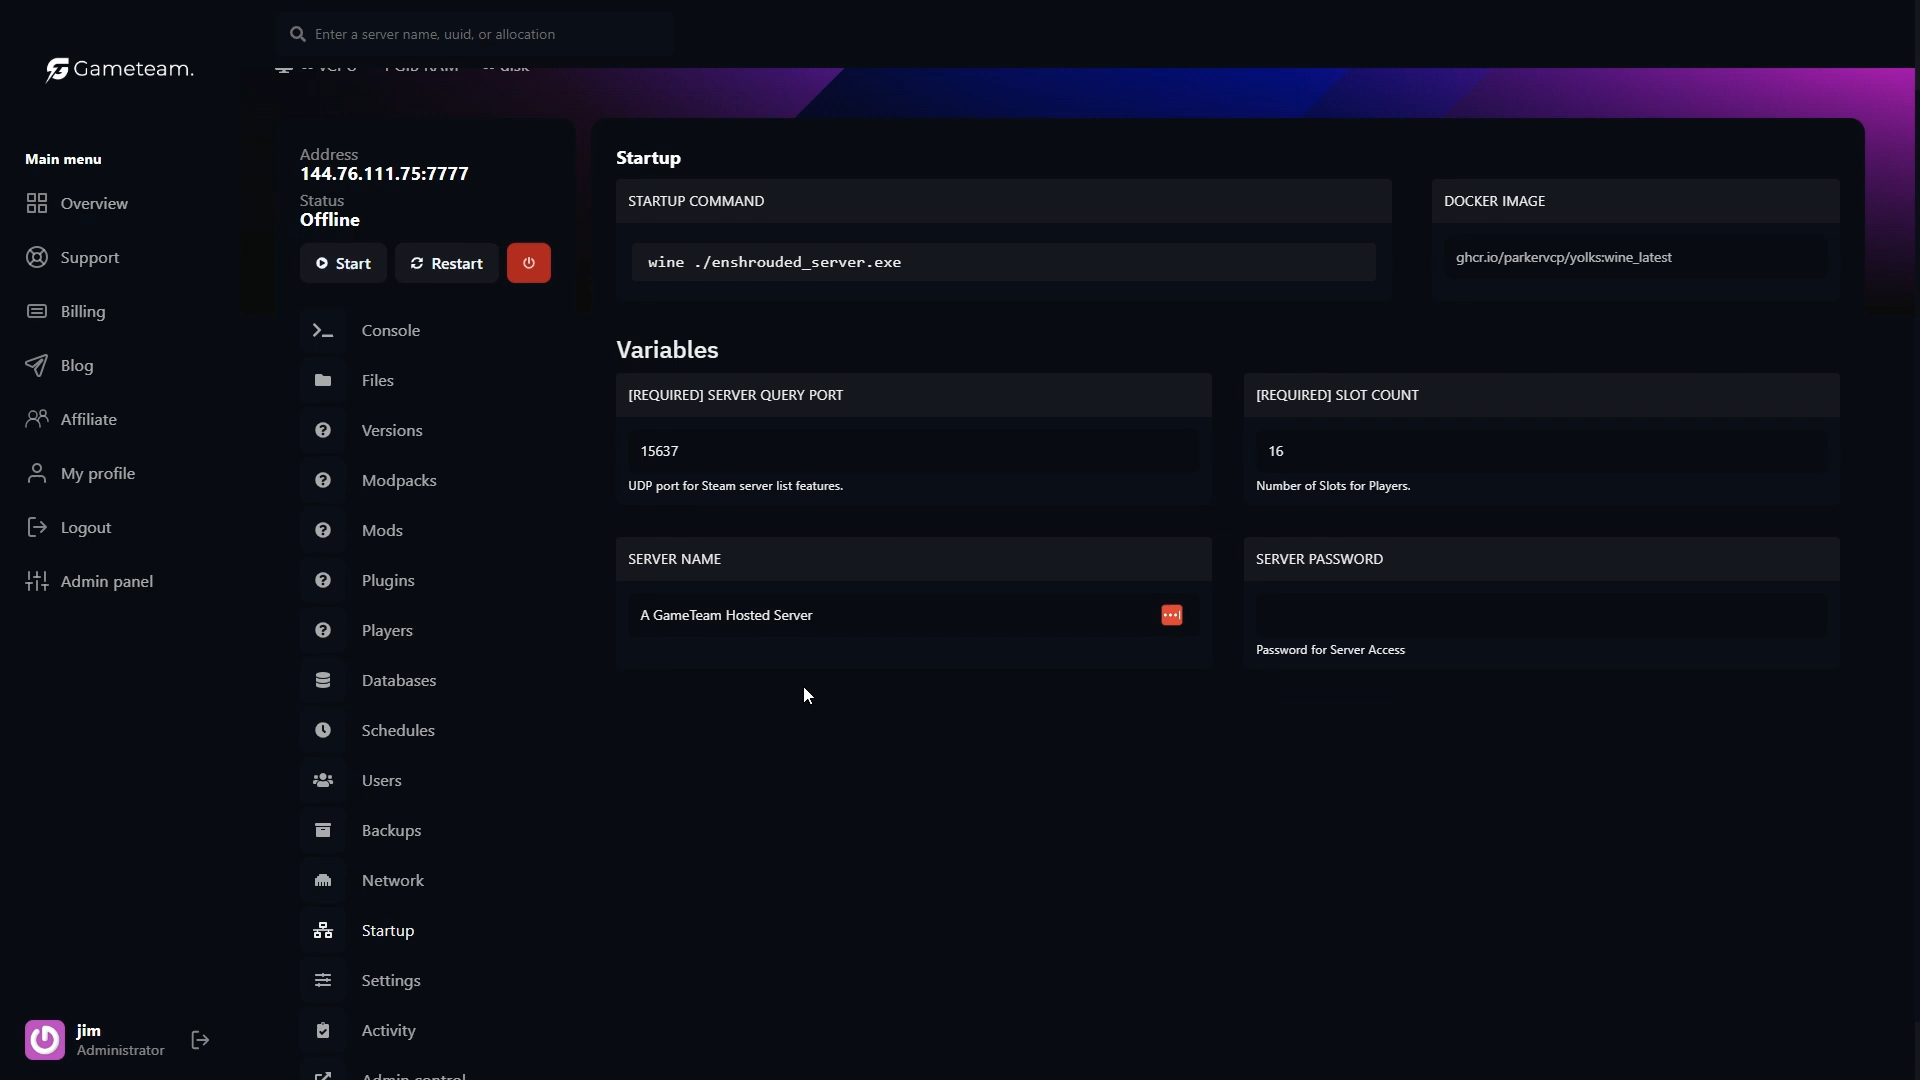 Enter a server name, uuid, or allocation
Gameteam.
Main menu
Overview
Support
Billing
Blog
Affiliate
My profile
Logout
Admin panel
jim
Administrator
Address
144.76.111.75:7777
Status
Offline
Start
Restart
Console
Files
Versions
Modpacks
Mods
Plugins
Players
Databases
Schedules
Users
Backups
Network
Startup
Settings
Activity
Admin control
Startup
STARTUP COMMAND
wine ./enshrouded_server.exe
DOCKER IMAGE
ghcr.io/parkervcp/yolks:wine_latest
Variables
[REQUIRED] SERVER QUERY PORT
15637
UDP port for Steam server list features.
[REQUIRED] SLOT COUNT
16
Number of Slots for Players.
SERVER NAME
A GameTeam Hosted Server
SERVER PASSWORD
Password for Server Access